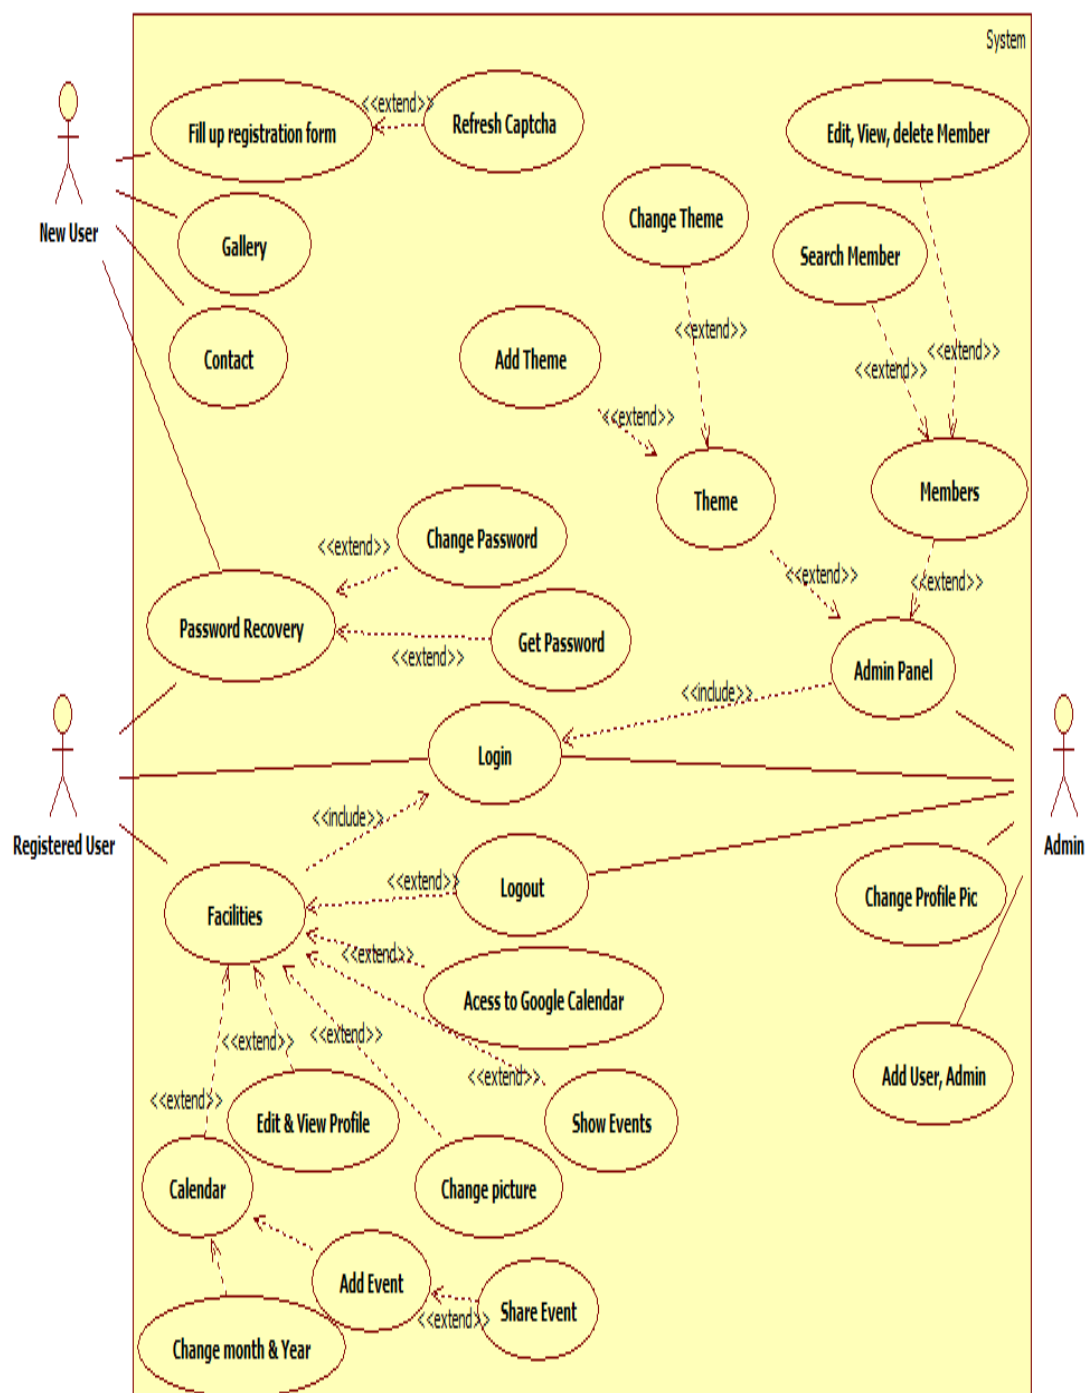 System
<<extend>>
Fill up registration form
Refresh Captcha
Edit, View, delete Member
New User
Change Theme
Gallery
Search Member
<<extend>>
Contact
Add Theme
<<extend>>
<<extend>>
<<extend>>
Theme
Members
Change Password
<<extend>>
<<extend>>
<<extend>>
Password Recovery
Get Password
<<extend>>
Admin Panel
<<include>>
Login
<<include>>
Registered User
Admin
<<extend>>
Logout
Change Profile Pic
Facilities
<<extend>>
Acess to Google Calendar
<<extend>>
<<extend>>
<<extend>>
Add User, Admin
<<extend>>
Edit & View Profile
Show Events
Calendar
Change picture
Add Event
Share Event
<<extend>>
Change month & Year